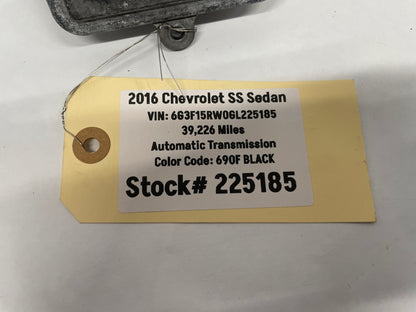 2016 Chevrolet SS Sedan
VIN: 6G3F15RW0GL225185
39,226 Miles
Automatic Transmission
Color Code: 690F BLACK
Stock# 225185